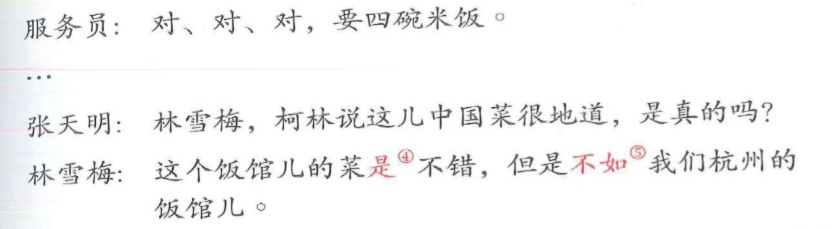 服务员： 对、对、对，要四碗米饭。
...
张天明： 林雪梅，柯林说这儿中国菜很地道，是真的吗？
林雪梅： 这个饭馆儿的菜是④不错，但是不如⑤我们杭州的
饭馆儿。